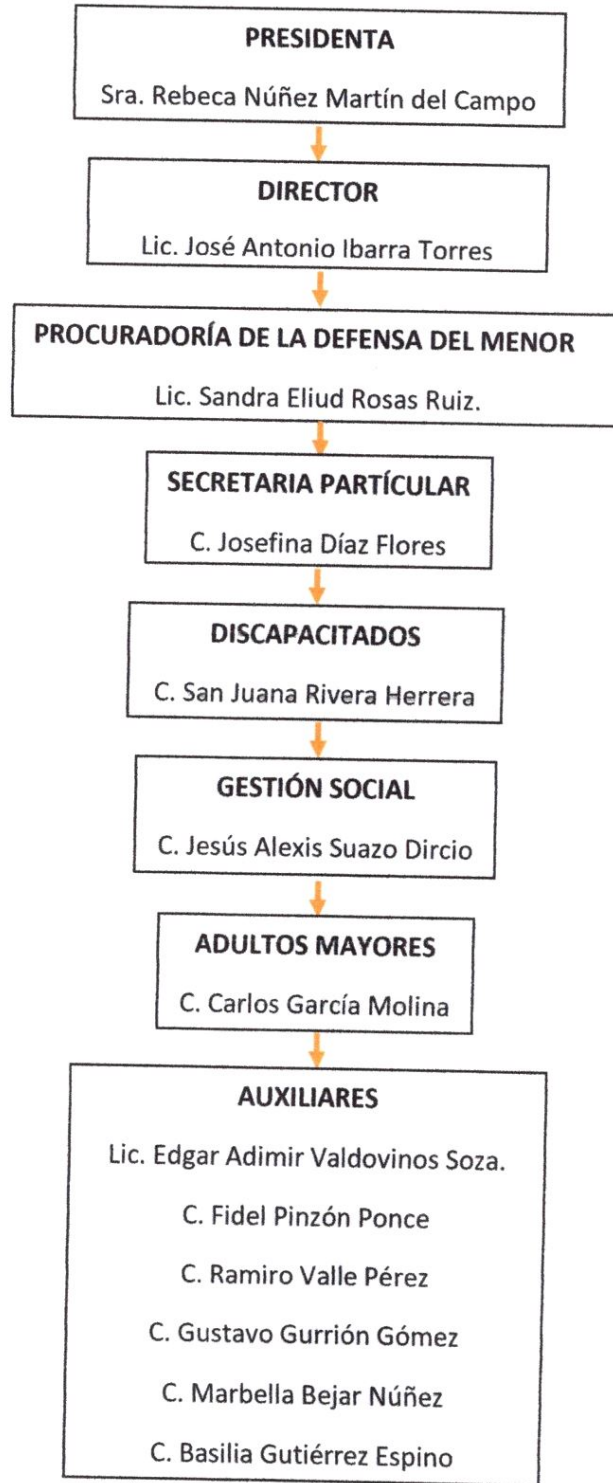 PRESIDENTA
Sra. Rebeca Núñez Martín del Campo
DIRECTOR
Lic. José Antonio Ibarra Torres
PROCURADORÍA DE LA DEFENSA DEL MENOR
Lic. Sandra Eliud Rosas Ruiz.
SECRETARIA PARTÍCULAR
C. Josefina Díaz Flores
DISCAPACITADOS
C. San Juana Rivera Herrera
GESTIÓN SOCIAL
C. Jesús Alexis Suazo Dircio
ADULTOS MAYORES
C. Carlos García Molina
AUXILIARES
Lic. Edgar Adimir Valdovinos Soza.
C. Fidel Pinzón Ponce
C. Ramiro Valle Pérez
C. Gustavo Gurrión Gómez
C. Marbella Bejar Núñez
C. Basilia Gutiérrez Espino